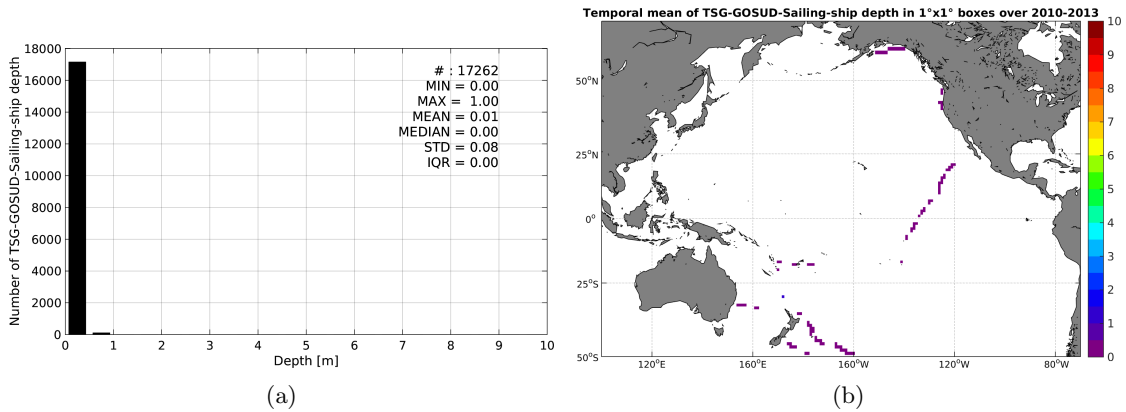 Number of TSG-GOSUD-Sailing-ship depth
18000
16000
14000
12000
10000
8000
6000
4000
2000
0
# : 17262
MIN = 0.00
MAX = 1.00
MEAN = 0.01
MEDIAN = 0.00
STD = 0.08
IQR = 0.00
0 1 2 3 4 5 6 7 8 9 10
Depth [m]
(a)
Temporal mean of TSG-GOSUD-Sailing-ship depth in 1°x1° boxes over 2010-2013
50°N
25°N
0°
25°S
50°S
120°E 160°E 160°W 120°W 80°W
10
9
8
7
6
5
4
3
2
1
0
(b)